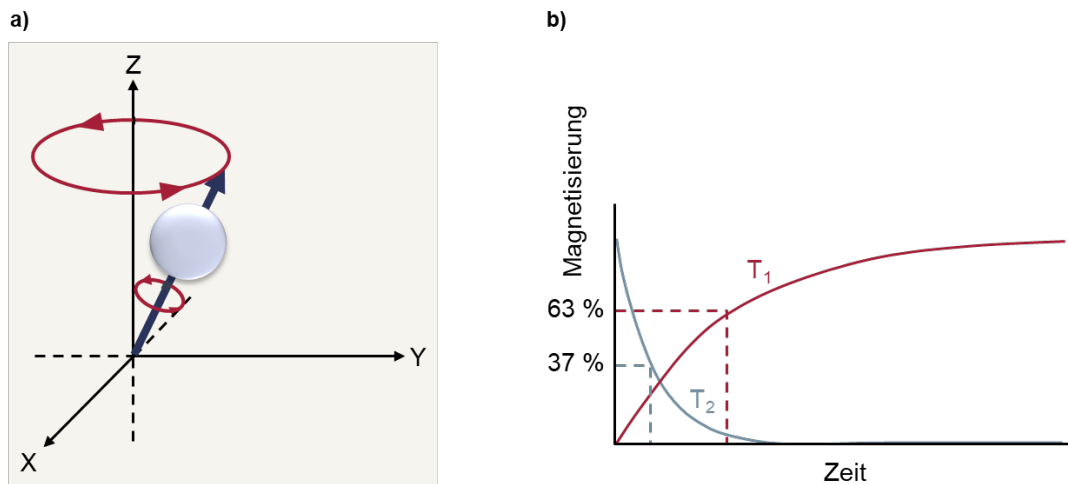 a)
Z
Y
X
b)
Magnetisierung
63 %
37 %
T₁
T₂
Zeit